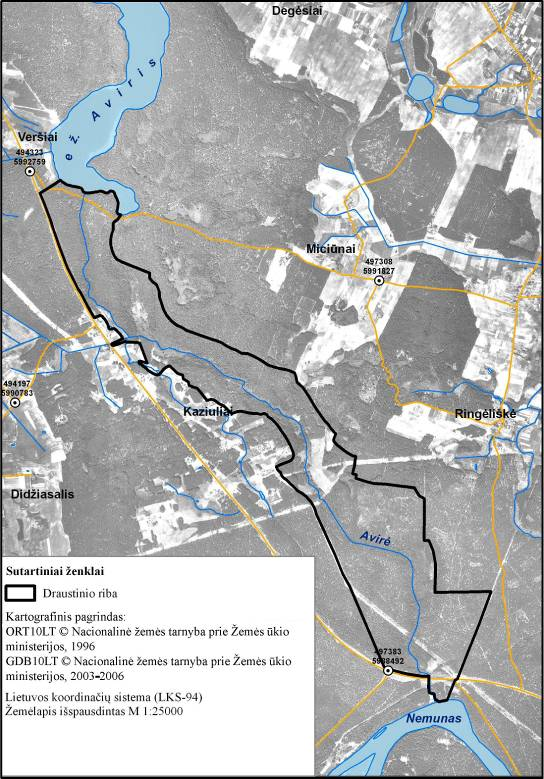 Degėsiai
ež. Aviris
Veršiai
494323
5992759
Miciūnai
497308
5991827
494197
5990783
Kaziuliai
Ringėliškė
Didžiasalis
Avirė
Sutartiniai ženklai
Draustinio riba
Kartografinis pagrindas:
ORT10LT © Nacionalinė žemės tarnyba prie Žemės ūkio
ministerijos, 1996
GDB10LT © Nacionalinė žemės tarnyba prie Žemės ūkio
ministerijos, 2003-2006
Lietuvos koordinačių sistema (LKS-94)
Žemėlapis išspausdintas M 1:25000
497383
5988492
Nemunas